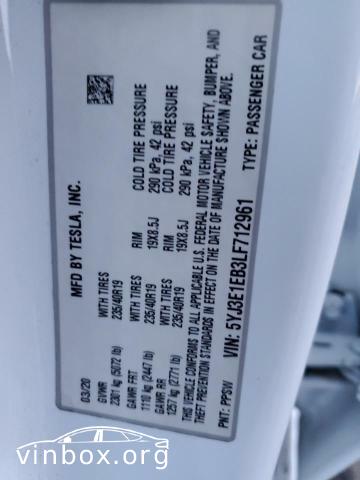 MFD BY TESLA, INC.
03/20
GVWR
2301 kg (5072 lb)
GAWR FRT WITH TIRES RIM COLD TIRE PRESSURE
1110 kg (2447 lb) 235/40R19 19X8.5J 290 kPa, 42 psi
GAWR RR WITH TIRES RIM COLD TIRE PRESSURE
1257 kg (2771 lb) 235/40R19 19X8.5J 290 kPa, 42 psi
THIS VEHICLE CONFORMS TO ALL APPLICABLE U.S. FEDERAL MOTOR VEHICLE SAFETY, BUMPER, AND
THEFT PREVENTION STANDARDS IN EFFECT ON THE DATE OF MANUFACTURE SHOWN ABOVE.
PNT: PPSW VIN: 5YJ3E1EB3LF712961 TYPE: PASSENGER CAR
vinbox.org
vinbox.org